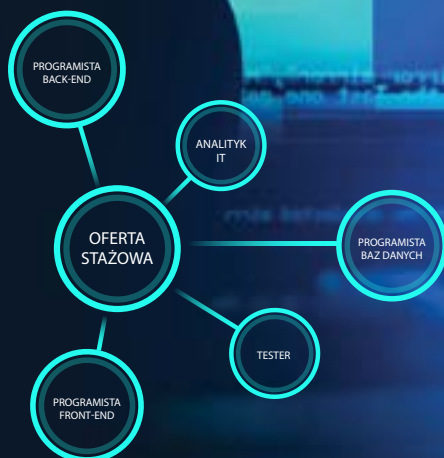 PROGRAMISTA
BACK-END
ANALITYK
IT
OFERTA
STAŻOWA
PROGRAMISTA
BAZ DANYCH
TESTER
PROGRAMISTA
FRONT-END